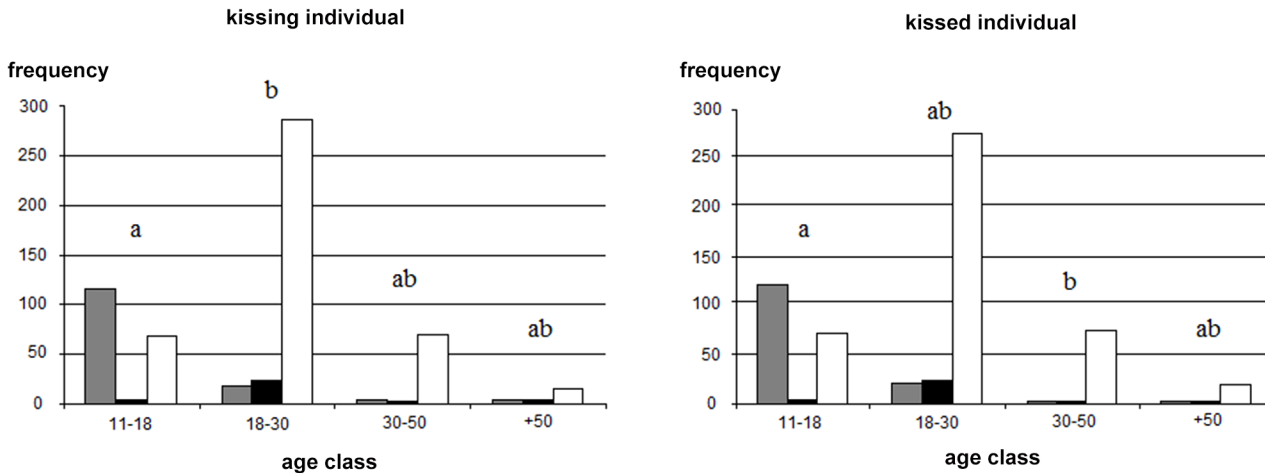 kissing individual
frequency
b
300
250
200
a
150
ab
100
ab
50
0
11-18 18-30 30-50 +50
age class
kissed individual
frequency
ab
300
250
200
a
150
b
100
ab
50
0
11-18 18-30 30-50 +50
age class